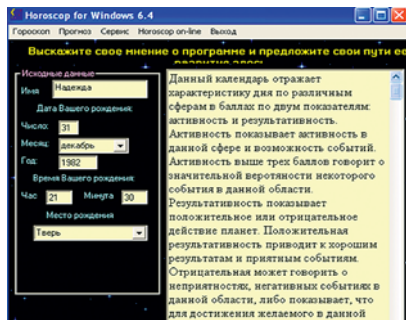 Horoscop for Windows 6.4
Гороскоп Прогноз Сервис Horoscop on-line Выход
Выскажите свое мнение о программе и предложите свои пути ее
развития здесь
Исходные данные
Имя Надежда
Дата Вашего рождения:
Число: 31
Месяц: декабрь
Год: 1982
Время Вашего рождения:
Час 21 Минута 30
Место рождения
Тверь
Данный календарь отражает
характеристику дня по различным
сферам в баллах по двум показателям:
активность и результативность.
Активность показывает активность в
данной сфере и возможность событий.
Активность выше трех баллов говорит о
значительной веротяности некоторого
события в данной области.
Результативность показывает
положительное или отрицательное
действие планет. Положительная
результативность приводит к хорошим
результатам и приятным событиям.
Отрицательная может говорить о
неприятностях, негативных событиях в
данной области, либо показывает, что
для достижения желаемого в данной